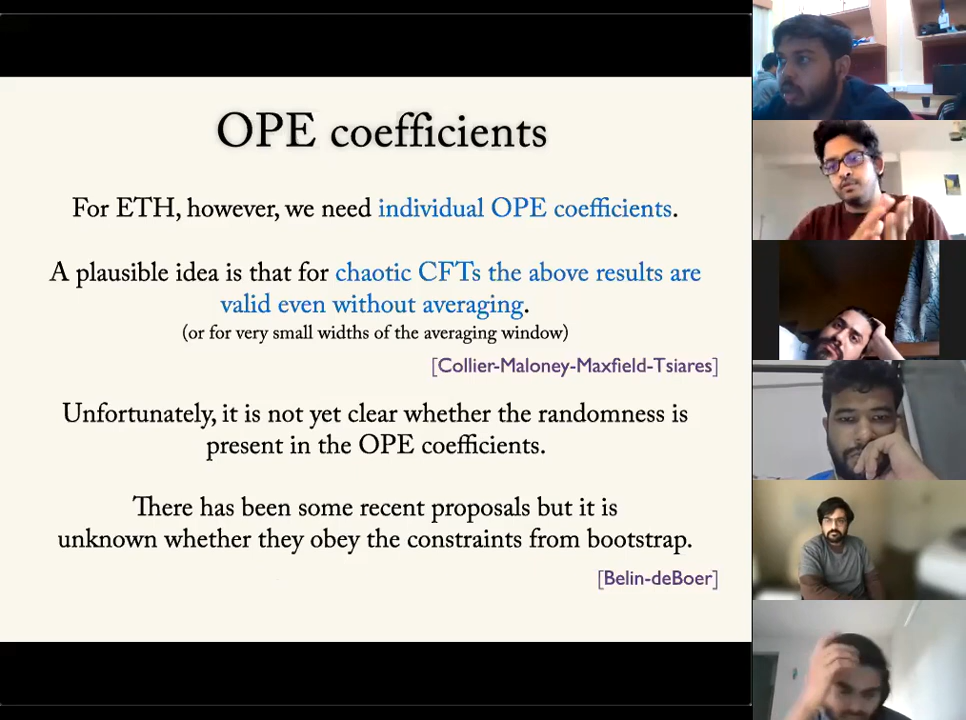 OPE coefficients
For ETH, however, we need individual OPE coefficients.
A plausible idea is that for chaotic CFTs the above results are
valid even without averaging.
(or for very small widths of the averaging window)
[Collier-Maloney-Maxfield-Tsiares]
Unfortunately, it is not yet clear whether the randomness is
present in the OPE coefficients.
There has been some recent proposals but it is
unknown whether they obey the constraints from bootstrap.
[Belin-deBoer]